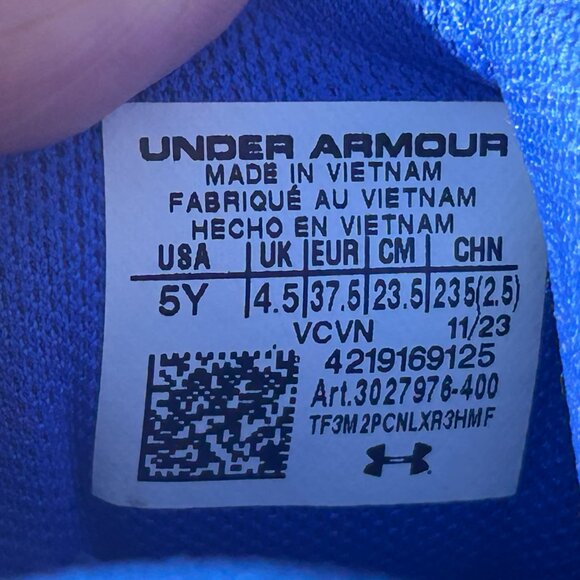 UNDER ARMOUR
MADE IN VIETNAM
FABRIQUÉ AU VIETNAM
HECHO EN VIETNAM
USA UK EUR CM CHN
5Y 4.5 37.5 23.5 235(2.5)
VCVN 11/23
4219169125
Art.3027976-400
TF3M2PCNLXR3HMF